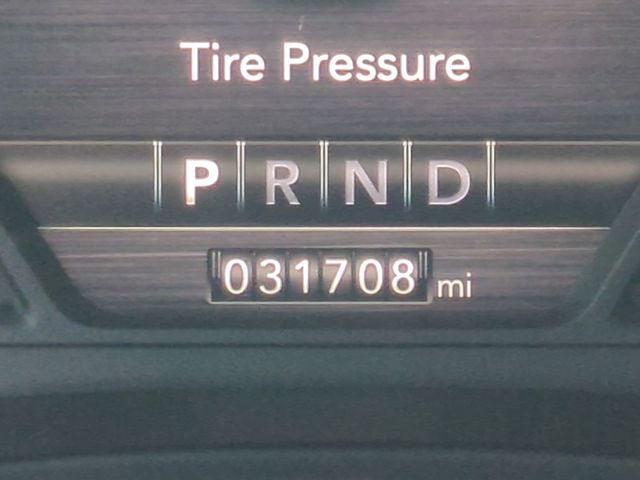 Tire Pressure
P R N D
031708 mi